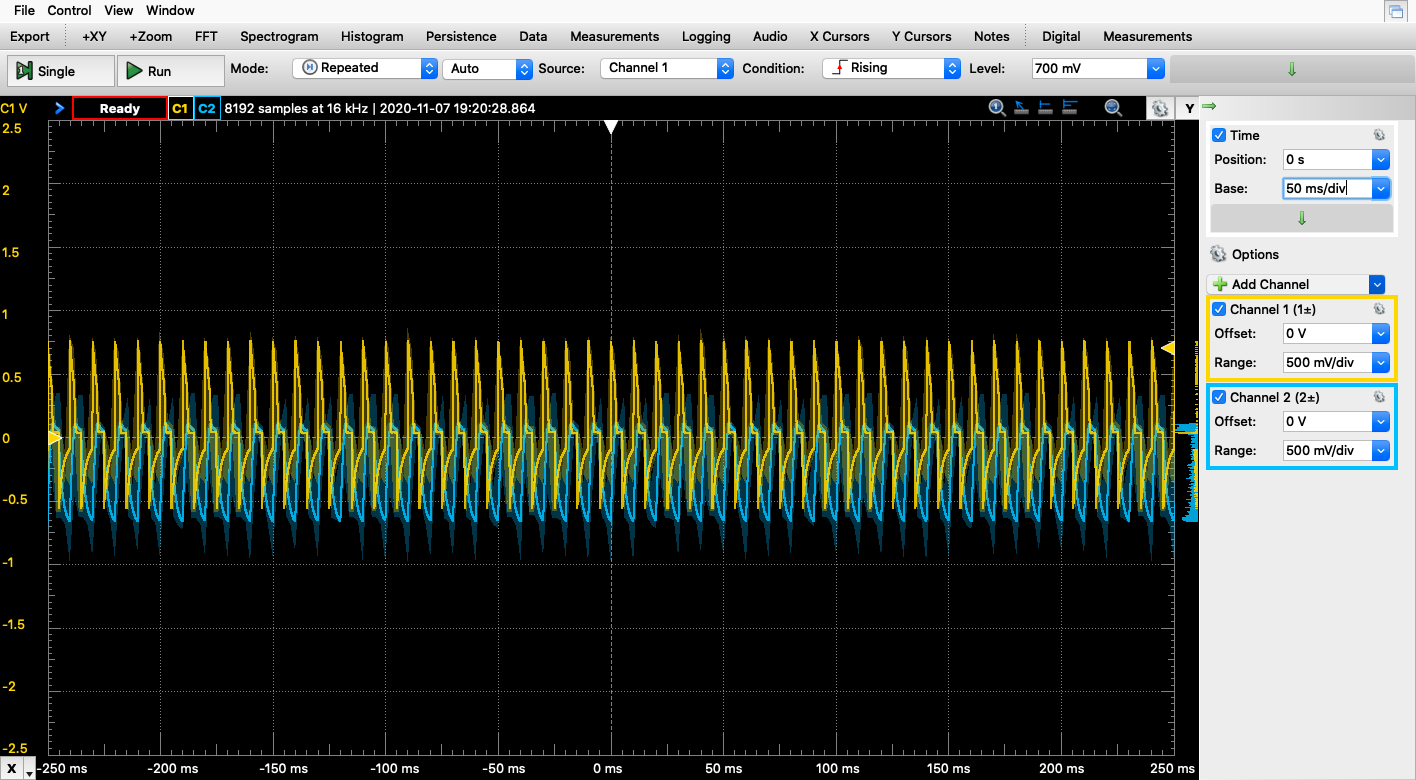 File Control View Window
Export +XY +Zoom FFT Spectrogram Histogram Persistence Data Measurements Logging Audio X Cursors Y Cursors Notes Digital Measurements
Single Run Mode: Repeated Auto Source: Channel 1 Condition: Rising Level: 700 mV
C1 V Ready C1 C2 8192 samples at 16 kHz | 2020-11-07 19:20:28.864 Y
2.5
2
1.5
1
0.5
0
-0.5
-1
-1.5
-2
-2.5
X -250 ms -200 ms -150 ms -100 ms -50 ms 0 ms 50 ms 100 ms 150 ms 200 ms 250 ms
Time
Position: 0 s
Base: 50 ms/div
Options
Add Channel
Channel 1 (1±)
Offset: 0 V
Range: 500 mV/div
Channel 2 (2±)
Offset: 0 V
Range: 500 mV/div